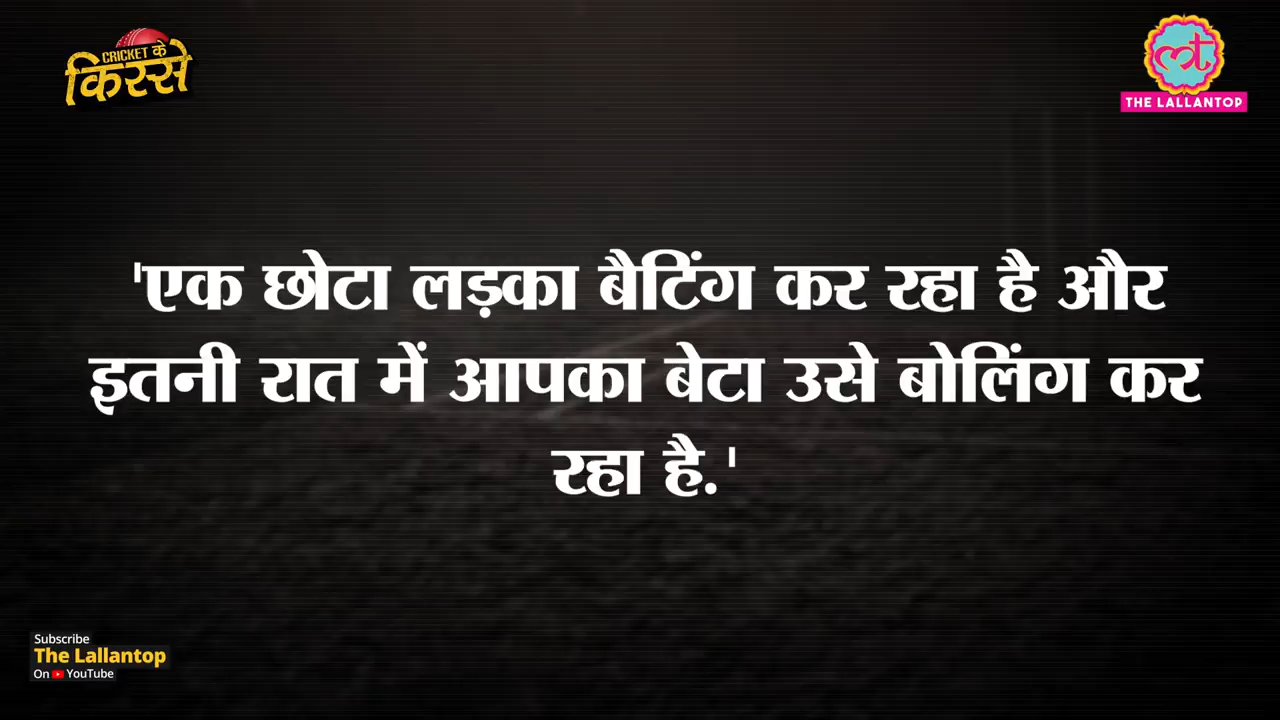 CRICKET के
किस्से
THE LALLANTOP
'एक छोटा लड़का बैटिंग कर रहा है और
इतनी रात में आपका बेटा उसे बोलिंग कर
रहा है.'
Subscribe
The Lallantop
On YouTube